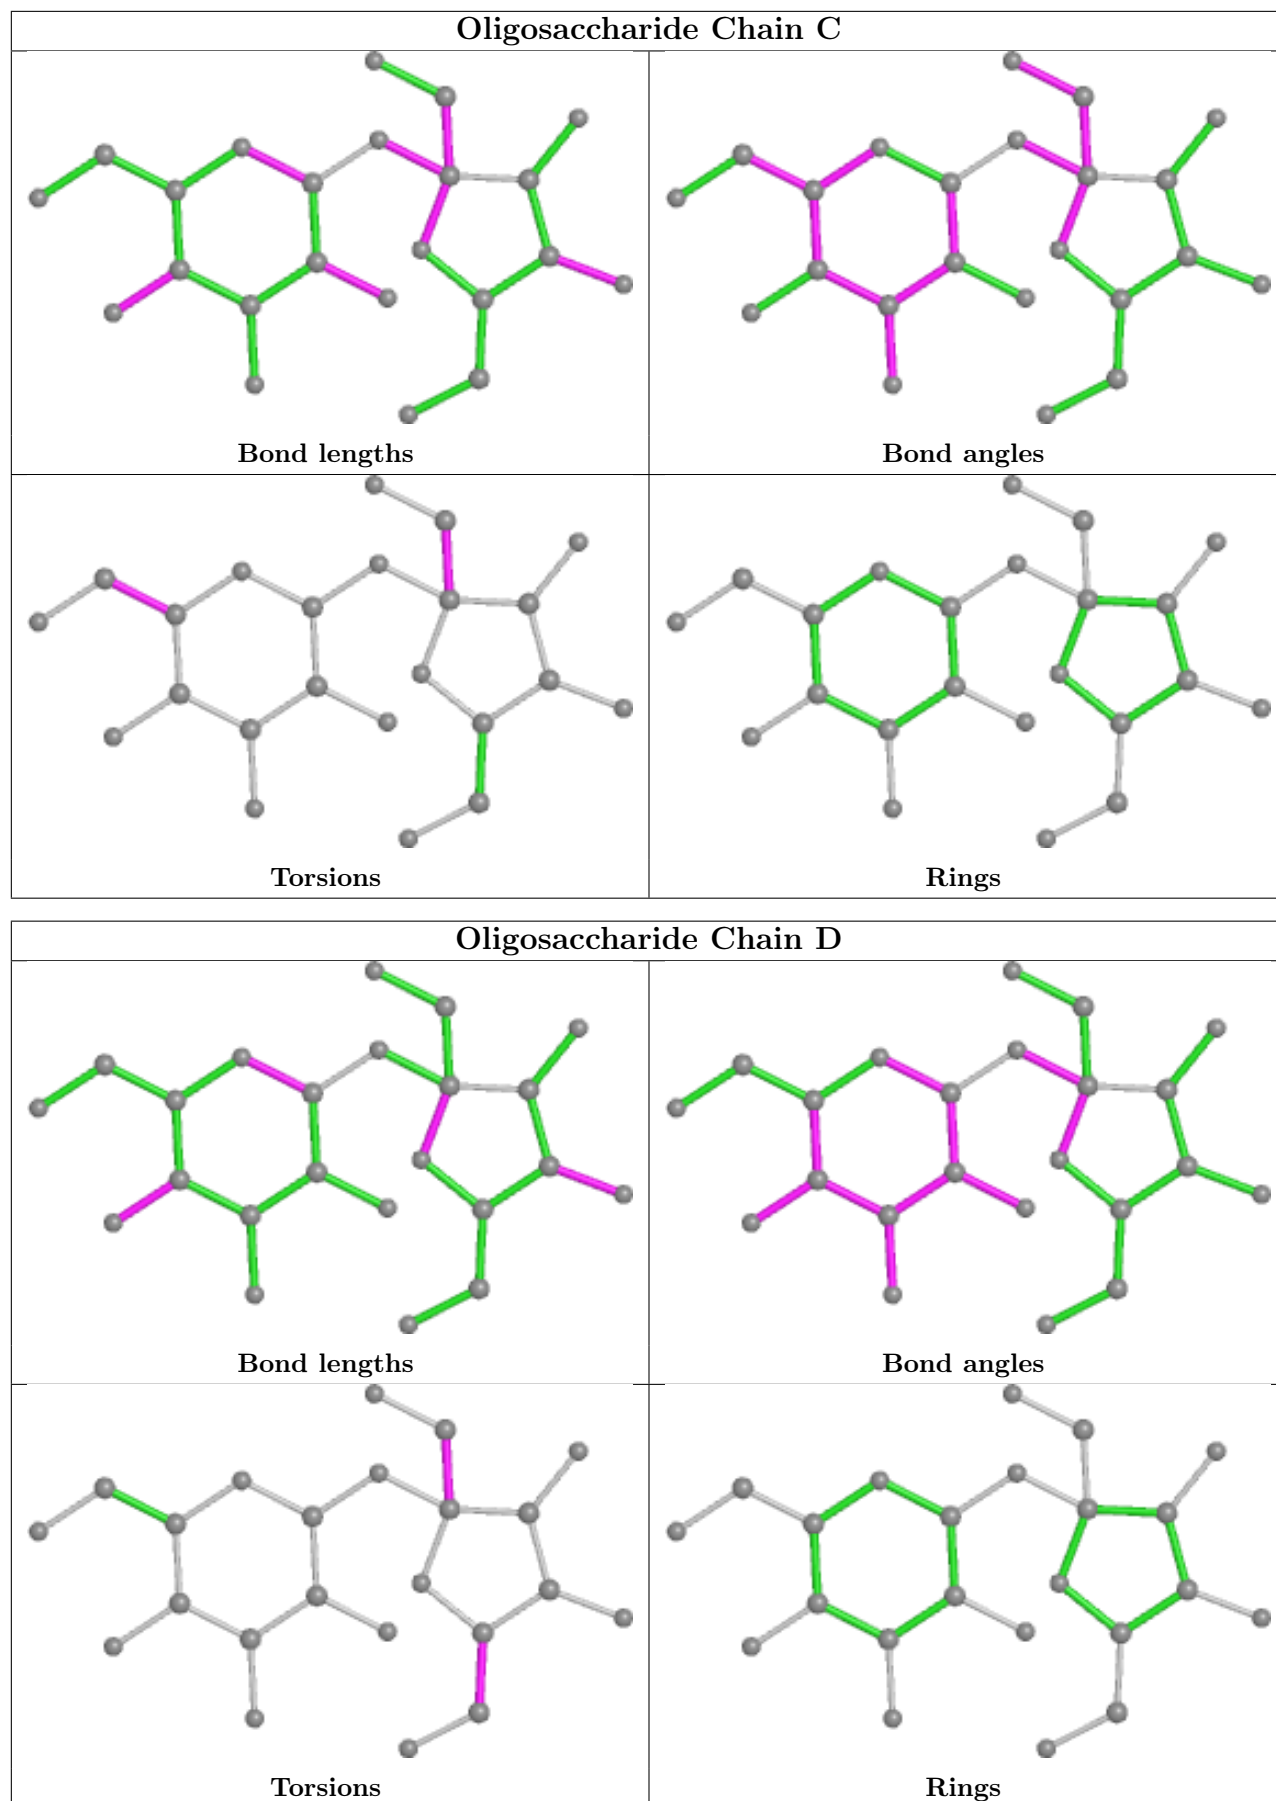 Oligosaccharide Chain C
Bond lengths
Bond angles
Torsions
Rings
Oligosaccharide Chain D
Bond lengths
Bond angles
Torsions
Rings